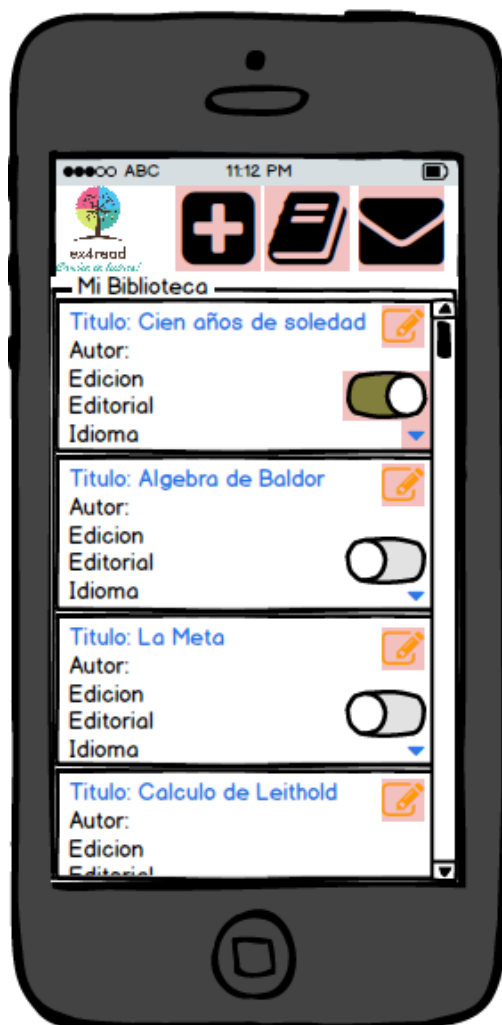 ABC 11:12 PM
ex4read
Mi Biblioteca
Titulo: Cien años de soledad
Autor:
Edicion
Editorial
Idioma
Titulo: Algebra de Baldor
Autor:
Edicion
Editorial
Idioma
Titulo: La Meta
Autor:
Edicion
Editorial
Idioma
Titulo: Calculo de Leithold
Autor:
Edicion
Editorial